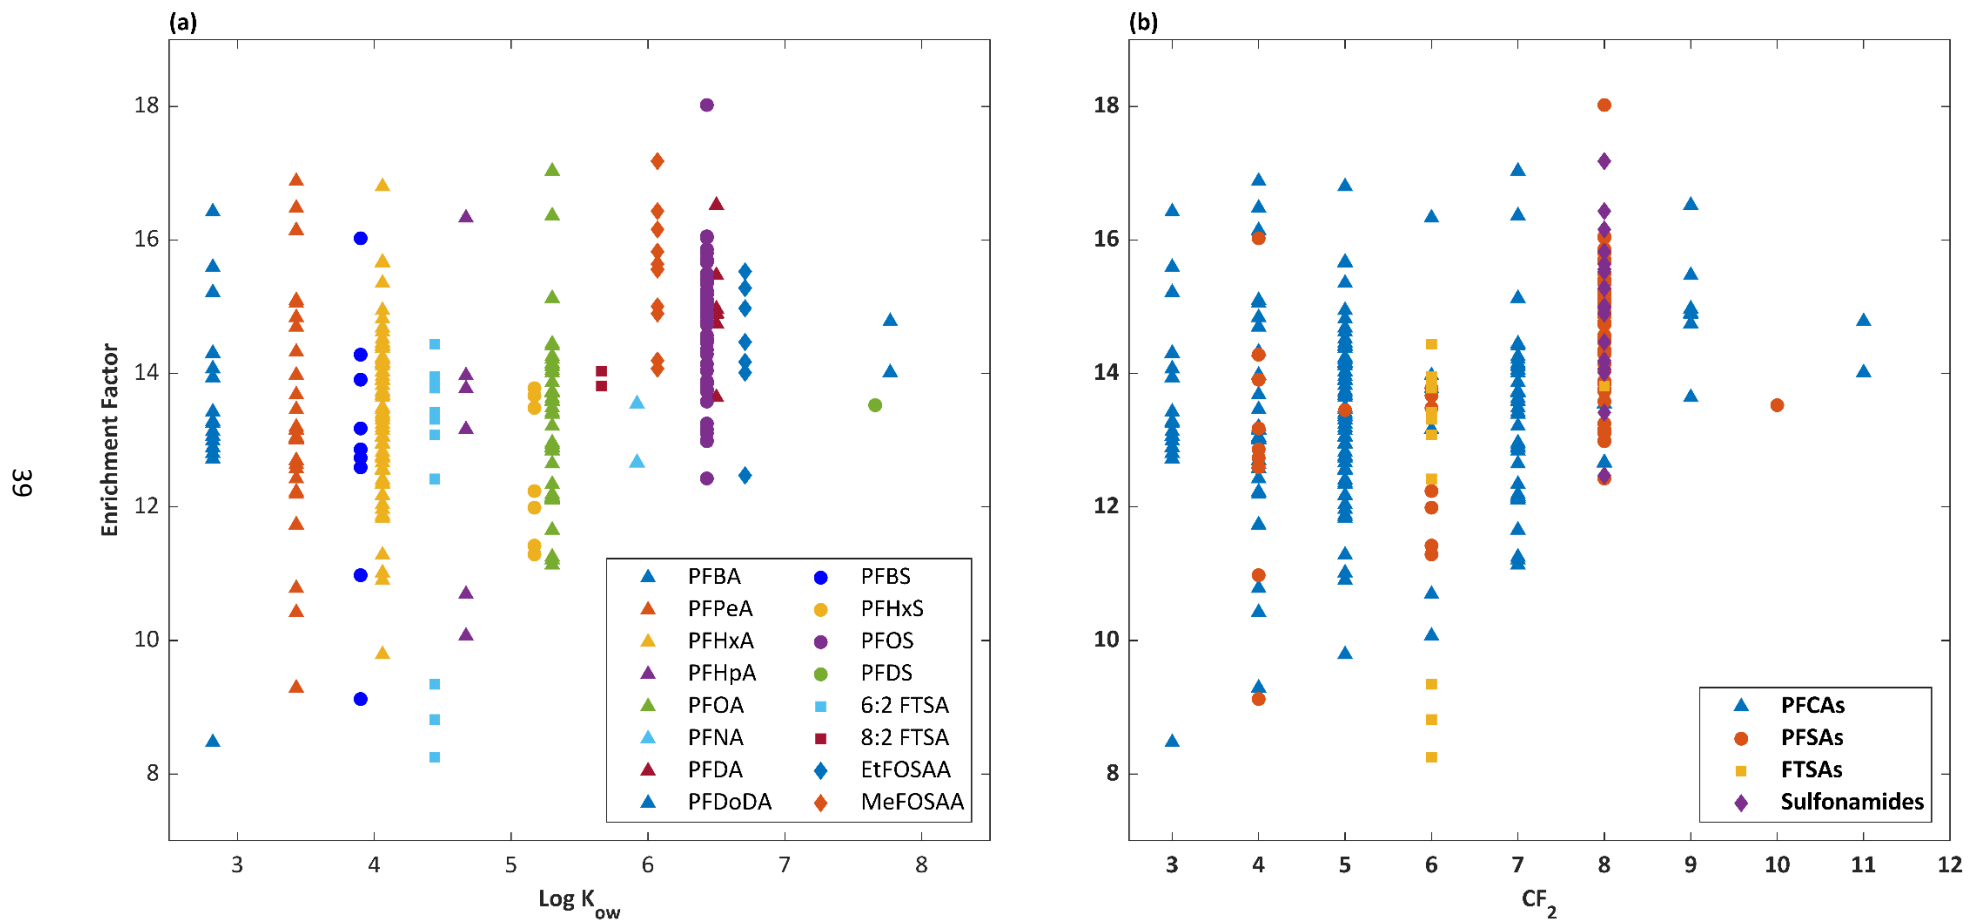 (a)
18
16
14
12
10
8
Enrichment Factor
3 4 5 6 7 8
Log Kow
PFBA PFBS
PFPeA PFHxS
PFHxA PFOS
PFHpA PFDS
PFOA 6:2 FTSA
PFNA 8:2 FTSA
PFDA EtFOSAA
PFDoDA MeFOSAA
(b)
18
16
14
12
10
8
3 4 5 6 7 8 9 10 11 12
CF2
PFCAs
PFSAs
FTSAs
Sulfonamides
39